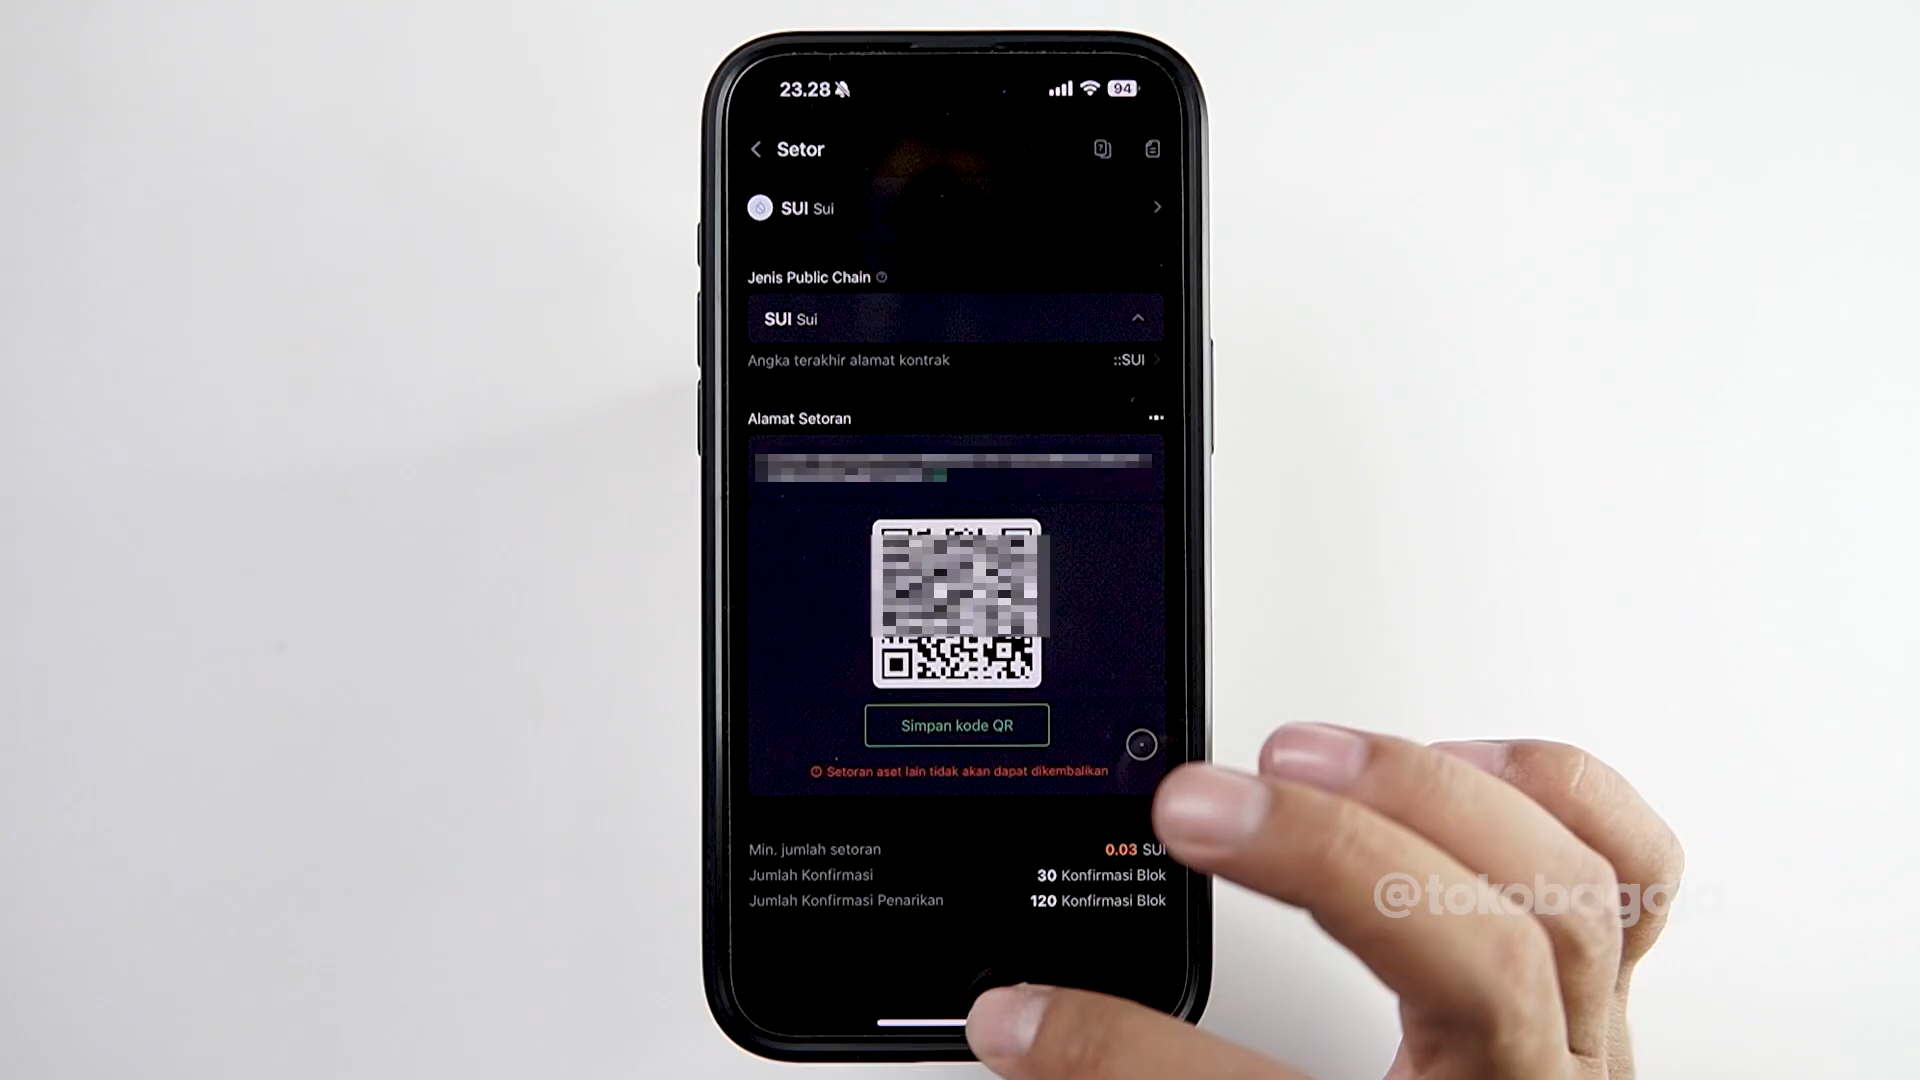 23.28
94
Setor
SUI Sui
Jenis Public Chain
SUI Sui
Angka terakhir alamat kontrak
::SUI
Alamat Setoran
Simpan kode QR
Setoran aset lain tidak akan dapat dikembalikan
Min. jumlah setoran
0.03 SUI
Jumlah Konfirmasi
30 Konfirmasi Blok
Jumlah Konfirmasi Penarikan
120 Konfirmasi Blok